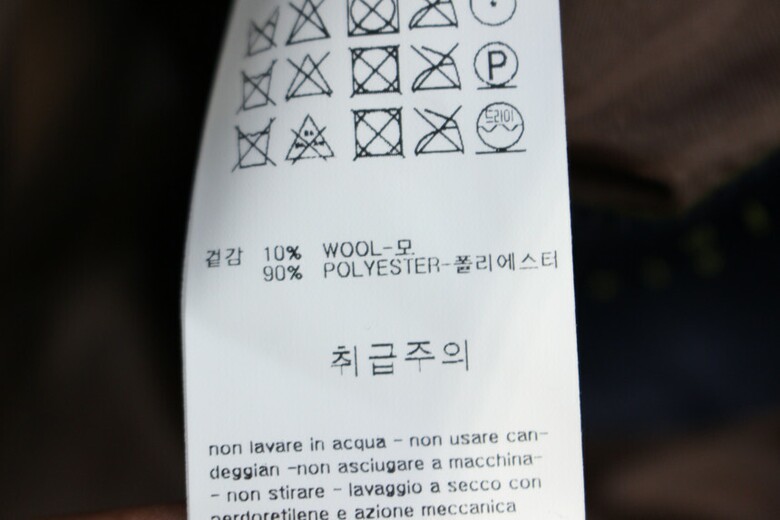 P
드라이
겉감 10% WOOL-모
90% POLYESTER-폴리에스터
취급주의
non lavare in acqua - non usare can-
deggian -non asciugare a macchina-
- non stirare - lavaggio a secco con
perdoretilene e azione meccanica